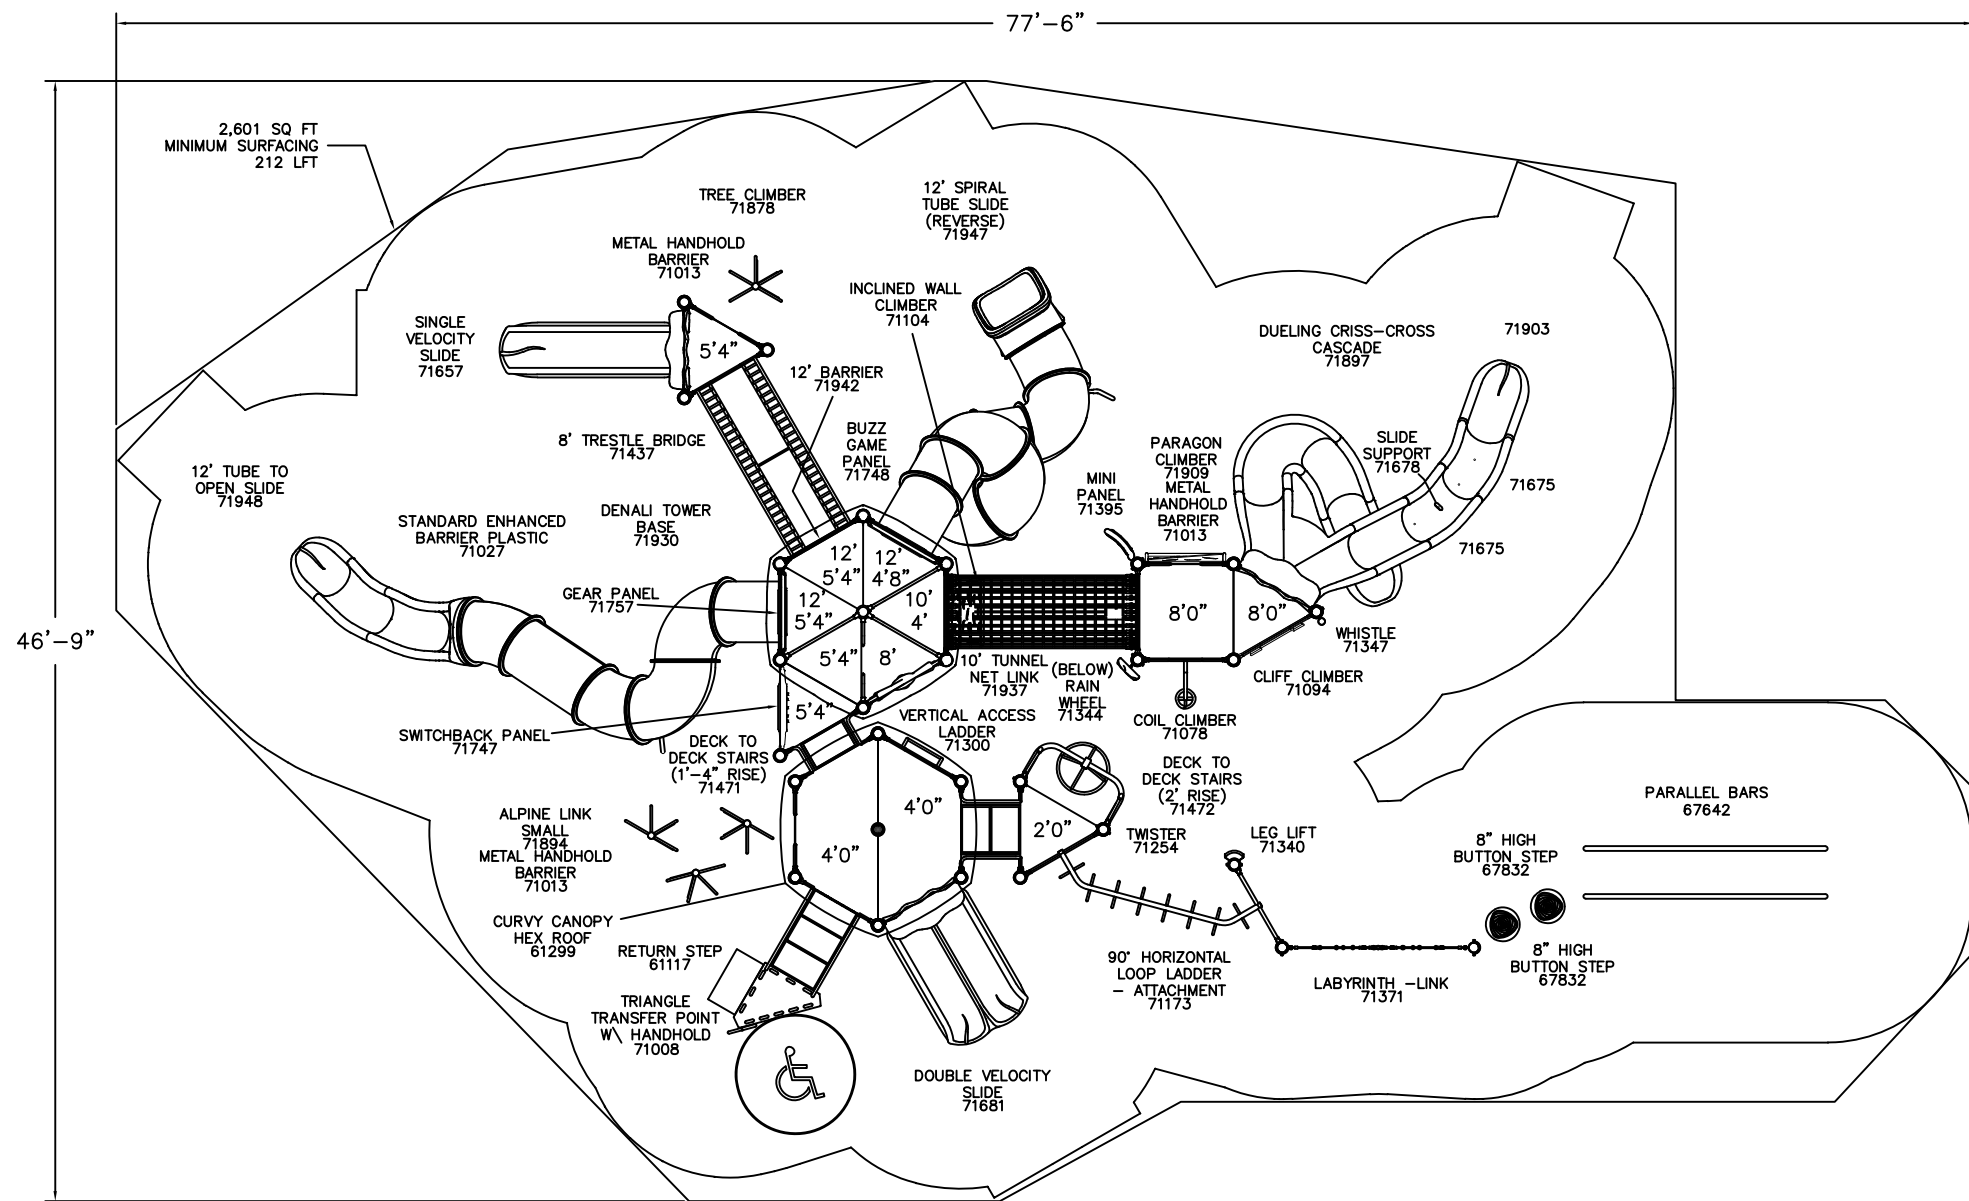 77'-6"
2,601 SQ FT
MINIMUM SURFACING
212 LFT
TREE CLIMBER
71878
12' SPIRAL
TUBE SLIDE
(REVERSE)
71947
METAL HANDHOLD
BARRIER
71013
INCLINED WALL
CLIMBER
71104
SINGLE
VELOCITY
SLIDE
71657
5'4"
DUELING CRISS-CROSS
CASCADE
71897
71903
12' BARRIER
71942
8' TRESTLE BRIDGE
71437
BUZZ
GAME
PANEL
71748
PARAGON
CLIMBER
71909
METAL
HANDHOLD
BARRIER
71013
SLIDE
SUPPORT
71678
MINI
PANEL
71395
71675
71675
12' TUBE TO
OPEN SLIDE
71948
STANDARD ENHANCED
BARRIER PLASTIC
71027
DENALI TOWER
BASE
71930
GEAR PANEL
71757
12'
5'4"
12'
4'8"
12'
5'4"
10'
4'
5'4"
8'
5'4"
8'0"
8'0"
46'-9"
WHISTLE
71347
CLIFF CLIMBER
71094
10' TUNNEL
NET LINK
71937
(BELOW)
RAIN
WHEEL
71344
COIL CLIMBER
71078
SWITCHBACK PANEL
71747
VERTICAL ACCESS
LADDER
71300
DECK TO
DECK STAIRS
(1'-4" RISE)
71471
DECK TO
DECK STAIRS
(2' RISE)
71472
PARALLEL BARS
67642
4'0"
4'0"
2'0"
TWISTER
71254
LEG LIFT
71340
8" HIGH
BUTTON STEP
67832
ALPINE LINK
SMALL
71894
METAL HANDHOLD
BARRIER
71013
CURVY CANOPY
HEX ROOF
61299
RETURN STEP
61117
90° HORIZONTAL
LOOP LADDER
- ATTACHMENT
71173
LABYRINTH -LINK
71371
8" HIGH
BUTTON STEP
67832
TRIANGLE
TRANSFER POINT
W\ HANDHOLD
71008
DOUBLE VELOCITY
SLIDE
71681